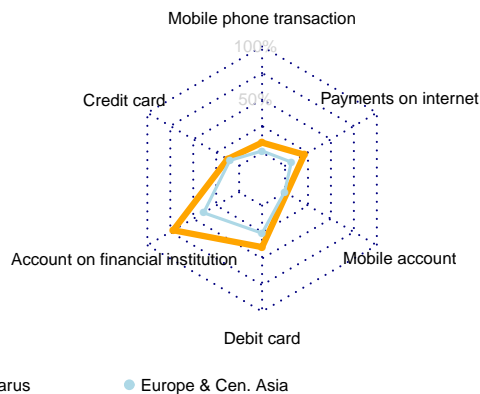 Mobile phone transaction
100%
Credit card
50%
Payments on internet
Account on financial institution
Mobile account
Debit card
arus
Europe & Cen. Asia